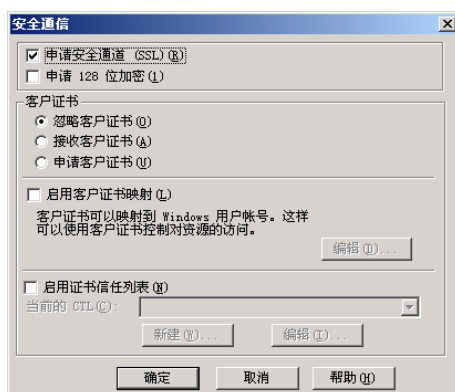 安全通信
申请安全通道 (SSL)(R)
申请 128 位加密(1)
客户证书
忽略客户证书(O)
接收客户证书(A)
申请客户证书(U)
启用客户证书映射(L)
客户证书可以映射到 Windows 用户帐号。这样
可以使用客户证书控制对资源的访问。
编辑(D)...
启用证书信任列表(N)
当前的 CTL(C):
新建(W)... 编辑(I)...
确定 取消 帮助(H)